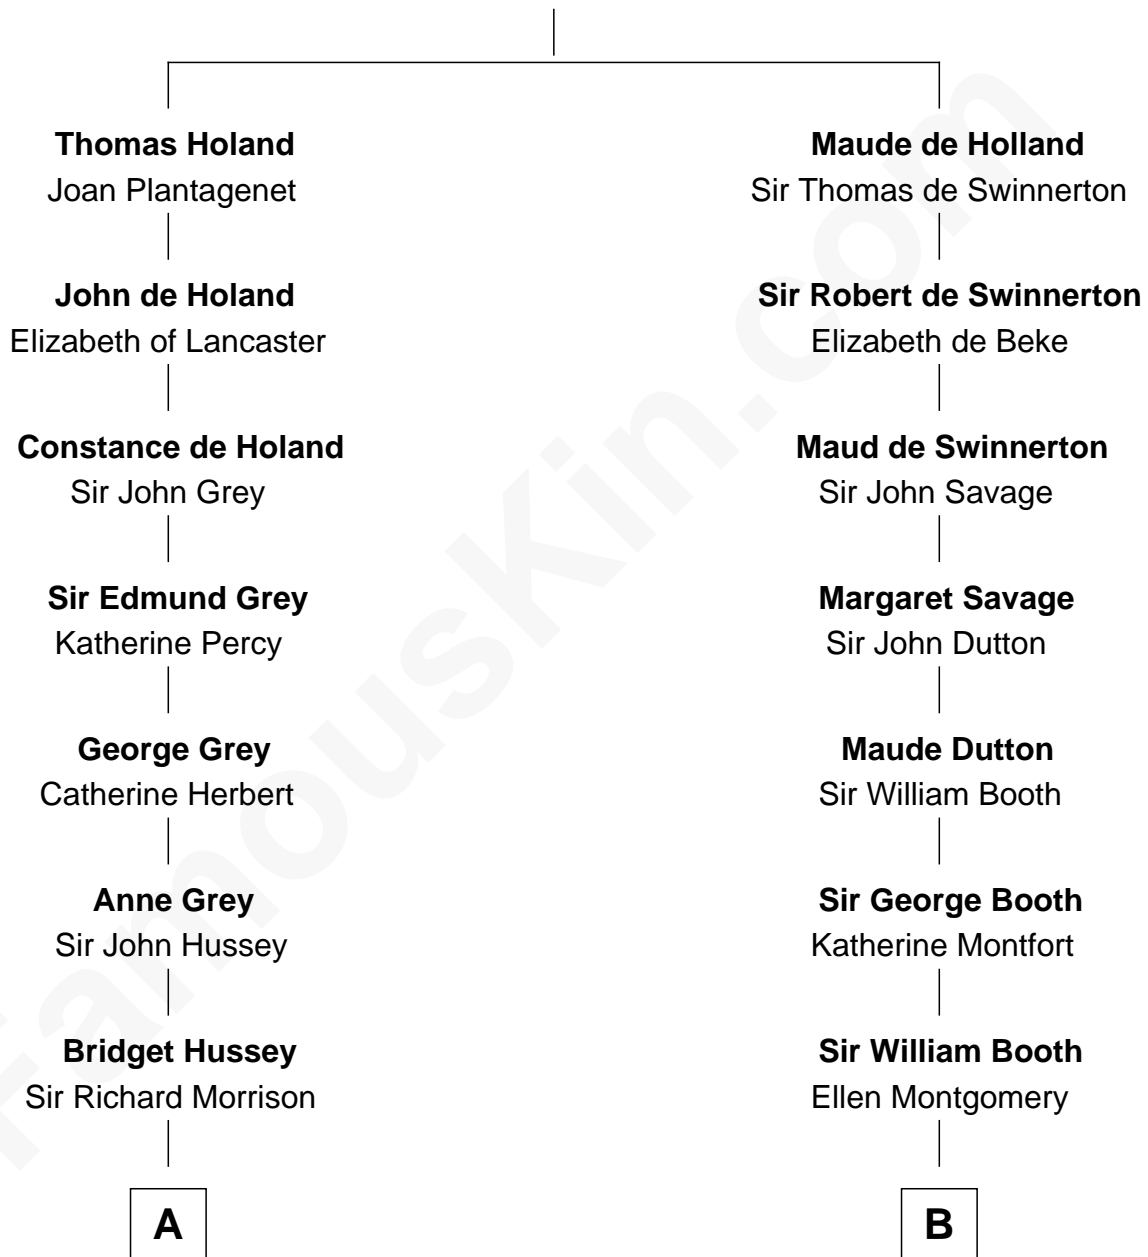 Thomas Holand
Joan Plantagenet
John de Holand
Elizabeth of Lancaster
Constance de Holand
Sir John Grey
Sir Edmund Grey
Katherine Percy
George Grey
Catherine Herbert
Anne Grey
Sir John Hussey
Bridget Hussey
Sir Richard Morrison
A
Maude de Holland
Sir Thomas de Swinnerton
Sir Robert de Swinnerton
Elizabeth de Beke
Maud de Swinnerton
Sir John Savage
Margaret Savage
Sir John Dutton
Maude Dutton
Sir William Booth
Sir George Booth
Katherine Montfort
Sir William Booth
Ellen Montgomery
B
FamousKin.com